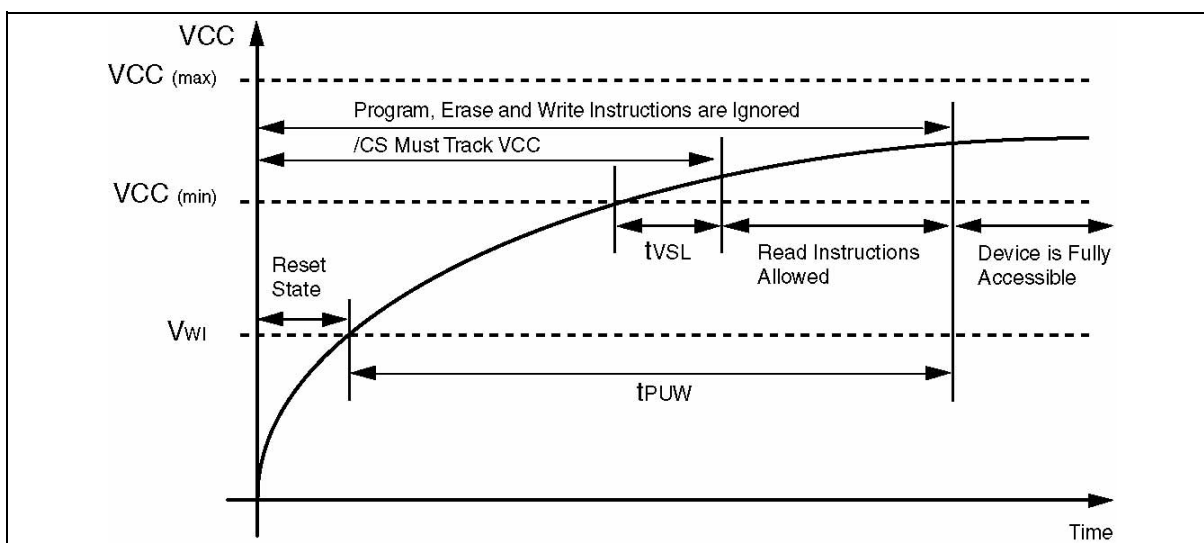 VCC
VCC (max)
Program, Erase and Write Instructions are Ignored
/CS Must Track VCC
VCC (min)
tVSL
Read Instructions
Allowed
Device is Fully
Accessible
Reset
State
VWI
tPUW
Time